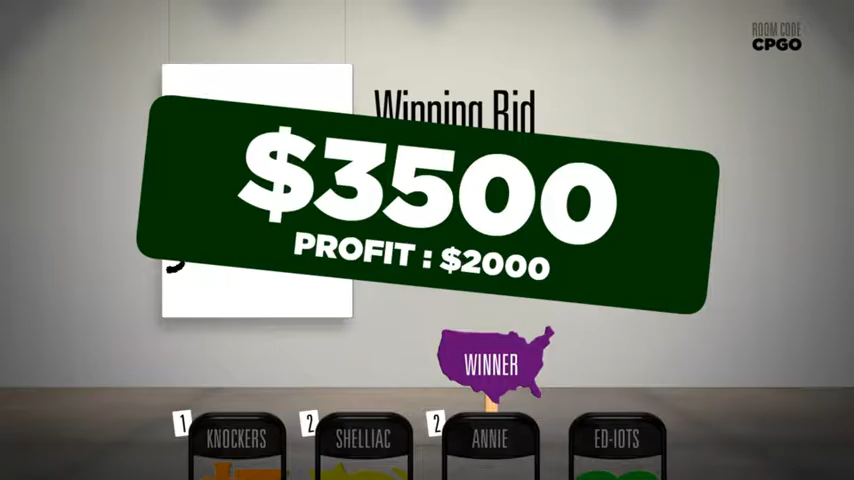 ROOM CODE
CPGO
Winning Bid
$3500
PROFIT : $2000
WINNER
1
2
2
KNOCKERS
SHELLIAC
ANNIE
ED-IOTS